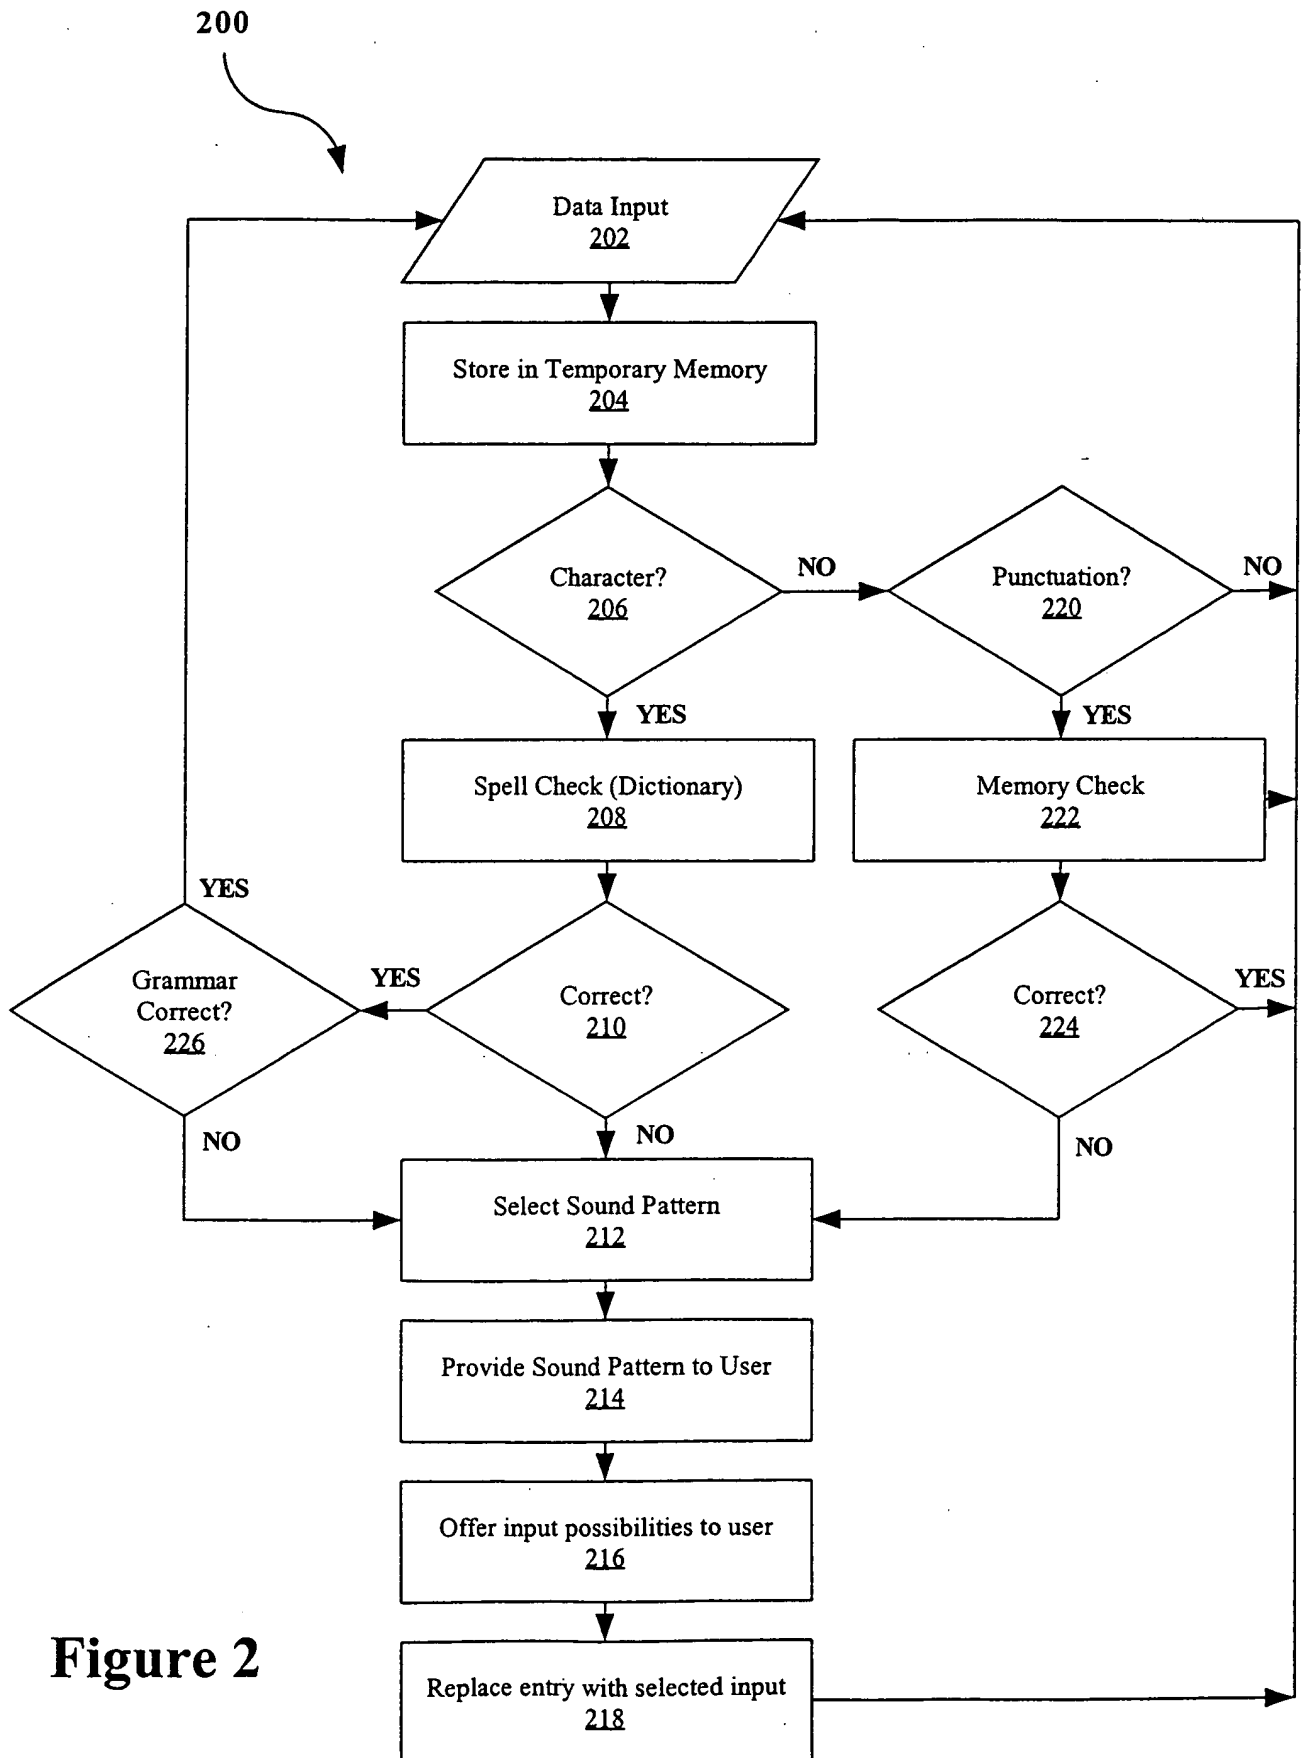 200
Data Input
202
Store in Temporary Memory
204
Character?
206
NO
Punctuation?
220
NO
YES
YES
Spell Check (Dictionary)
208
Memory Check
222
YES
Grammar
Correct?
226
YES
Correct?
210
Correct?
224
YES
NO
NO
NO
Select Sound Pattern
212
Provide Sound Pattern to User
214
Offer input possibilities to user
216
Replace entry with selected input
218
Figure 2